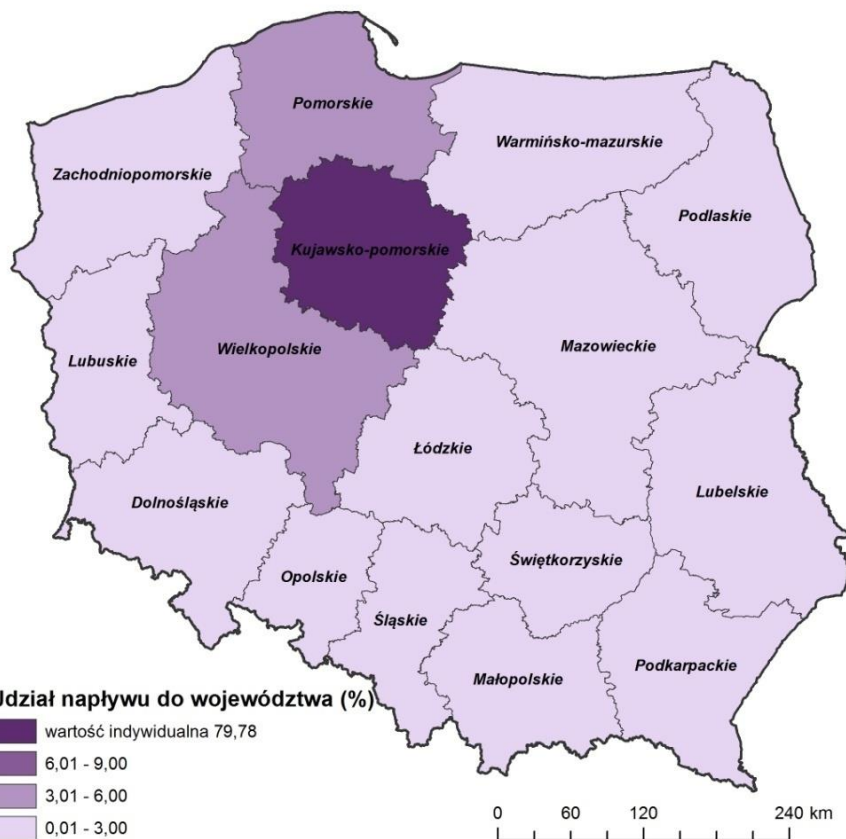 Pomorskie
Warmińsko-mazurskie
Zachodniopomorskie
Podlaskie
Kujawsko-pomorskie
Wielkopolskie
Mazowieckie
Lubuskie
Łódzkie
Lubelskie
Dolnośląskie
Świętkorzyskie
Opolskie
Śląskie
Podkarpackie
Małopolskie
Udział napływu do województwa (%)
wartość indywidualna 79,78
6,01 - 9,00
3,01 - 6,00
0,01 - 3,00
0 60 120 240 km